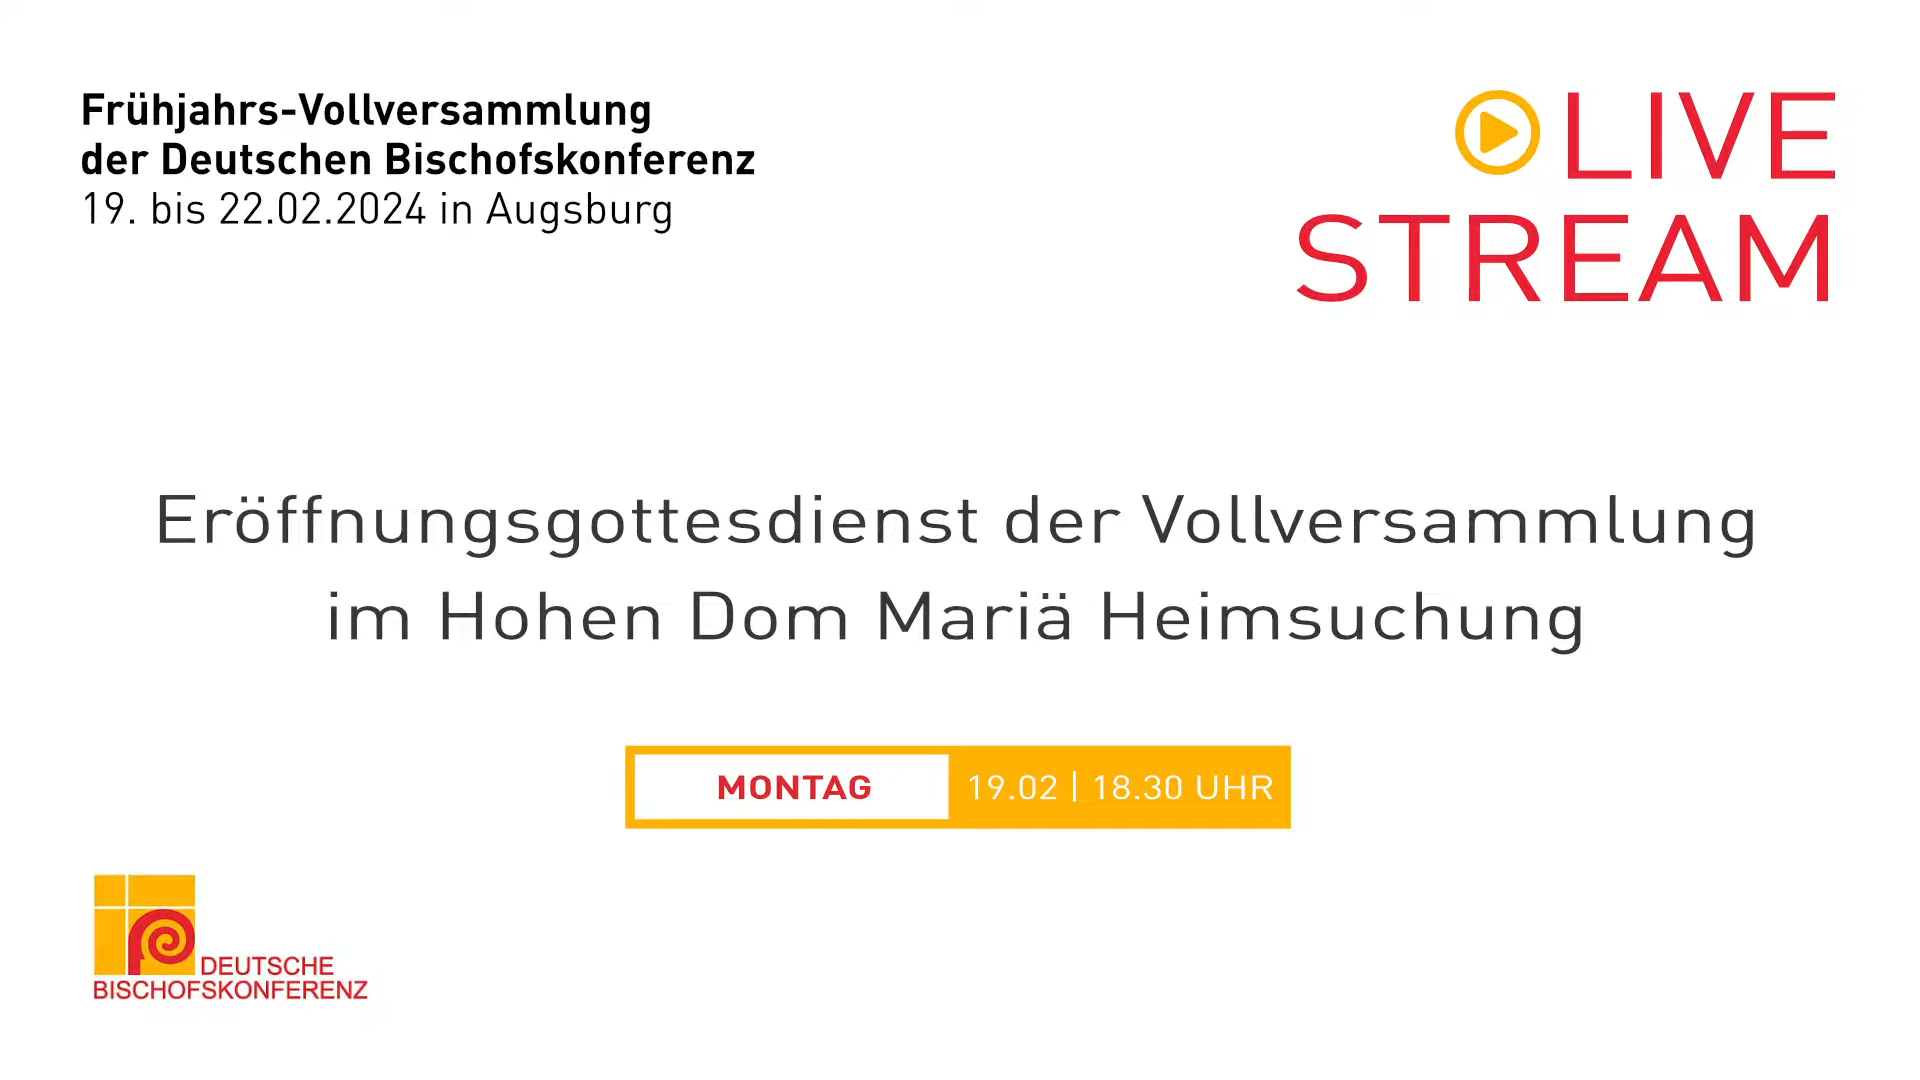 Frühjahrs-Vollversammlung
der Deutschen Bischofskonferenz
19. bis 22.02.2024 in Augsburg
LIVE
STREAM
Eröffnungsgottesdienst der Vollversammlung
im Hohen Dom Mariä Heimsuchung
MONTAG 19.02 | 18.30 UHR
DEUTSCHE
BISCHOFSKONFERENZ